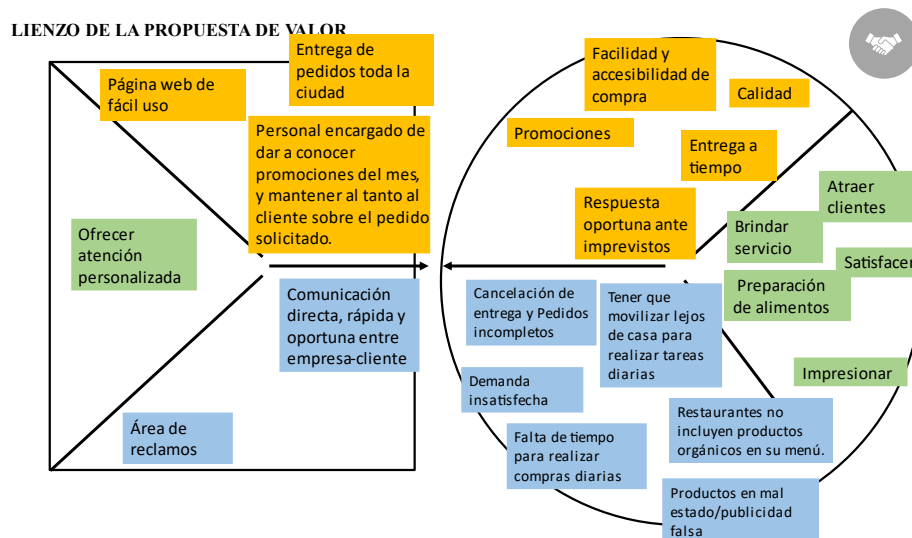 LIENZO DE LA PROPUESTA DE VALOR
Página web de
fácil uso
Entrega de
pedidos toda la
ciudad
Personal encargado de
dar a conocer
promociones del mes,
y mantener al tanto al
cliente sobre el pedido
solicitado.
Ofrecer
atención
personalizada
Comunicación
directa, rápida y
oportuna entre
empresa-cliente
Área de
reclamos
Facilidad y
accesibilidad de
compra
Calidad
Promociones
Entrega a
tiempo
Respuesta
oportuna ante
imprevistos
Atraer
clientes
Brindar
servicio
Satisfacer
Preparación
de alimentos
Impresionar
Cancelación de
entrega y Pedidos
incompletos
Tener que
movilizar lejos
de casa para
realizar tareas
diarias
Demanda
insatisfecha
Falta de tiempo
para realizar
compras diarias
Restaurantes no
incluyen productos
orgánicos en su menú.
Productos en mal
estado/publicidad
falsa